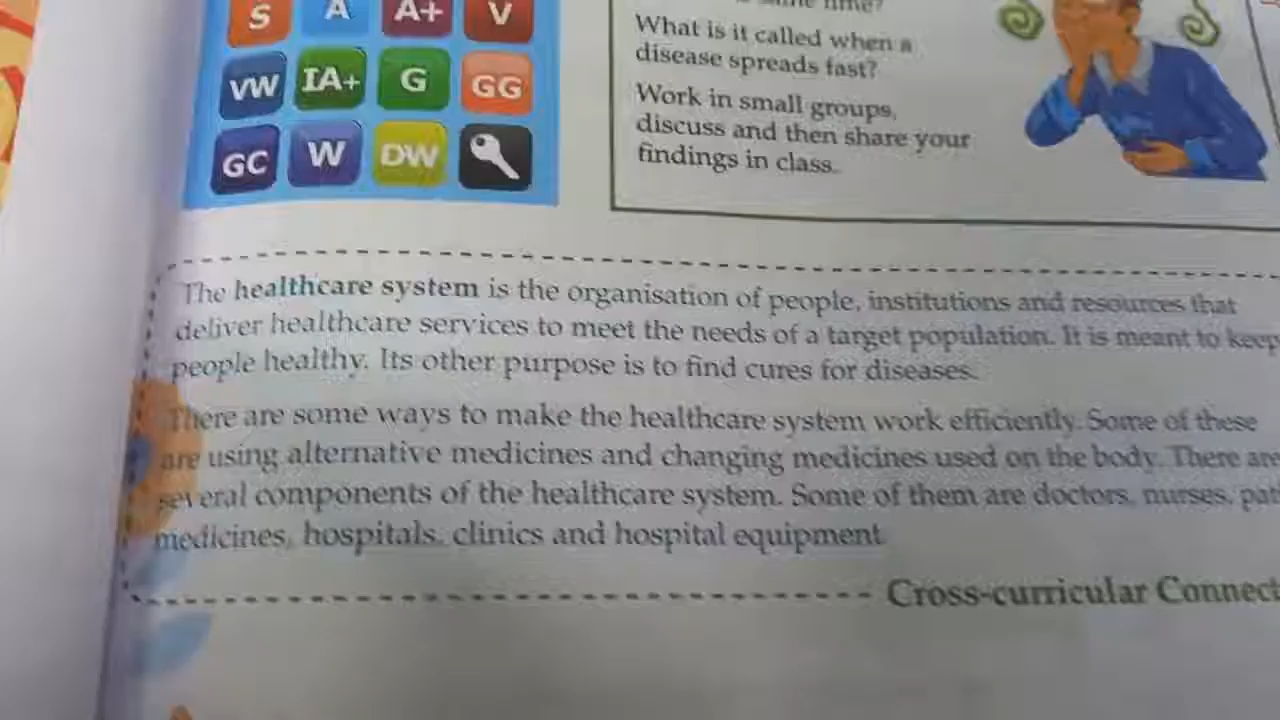 S A A+ V
VW IA+ G GG
GC W DW
time?
What is it called when a
disease spreads fast?
Work in small groups,
discuss and then share your
findings in class.
The healthcare system is the organisation of people, institutions and resources that
deliver healthcare services to meet the needs of a target population. It is meant to keep
people healthy. Its other purpose is to find cures for diseases.
There are some ways to make the healthcare system work efficiently. Some of these
are using alternative medicines and changing medicines used on the body. There are
several components of the healthcare system. Some of them are doctors, nurses, pat
medicines, hospitals, clinics and hospital equipment.
Cross-curricular Connect